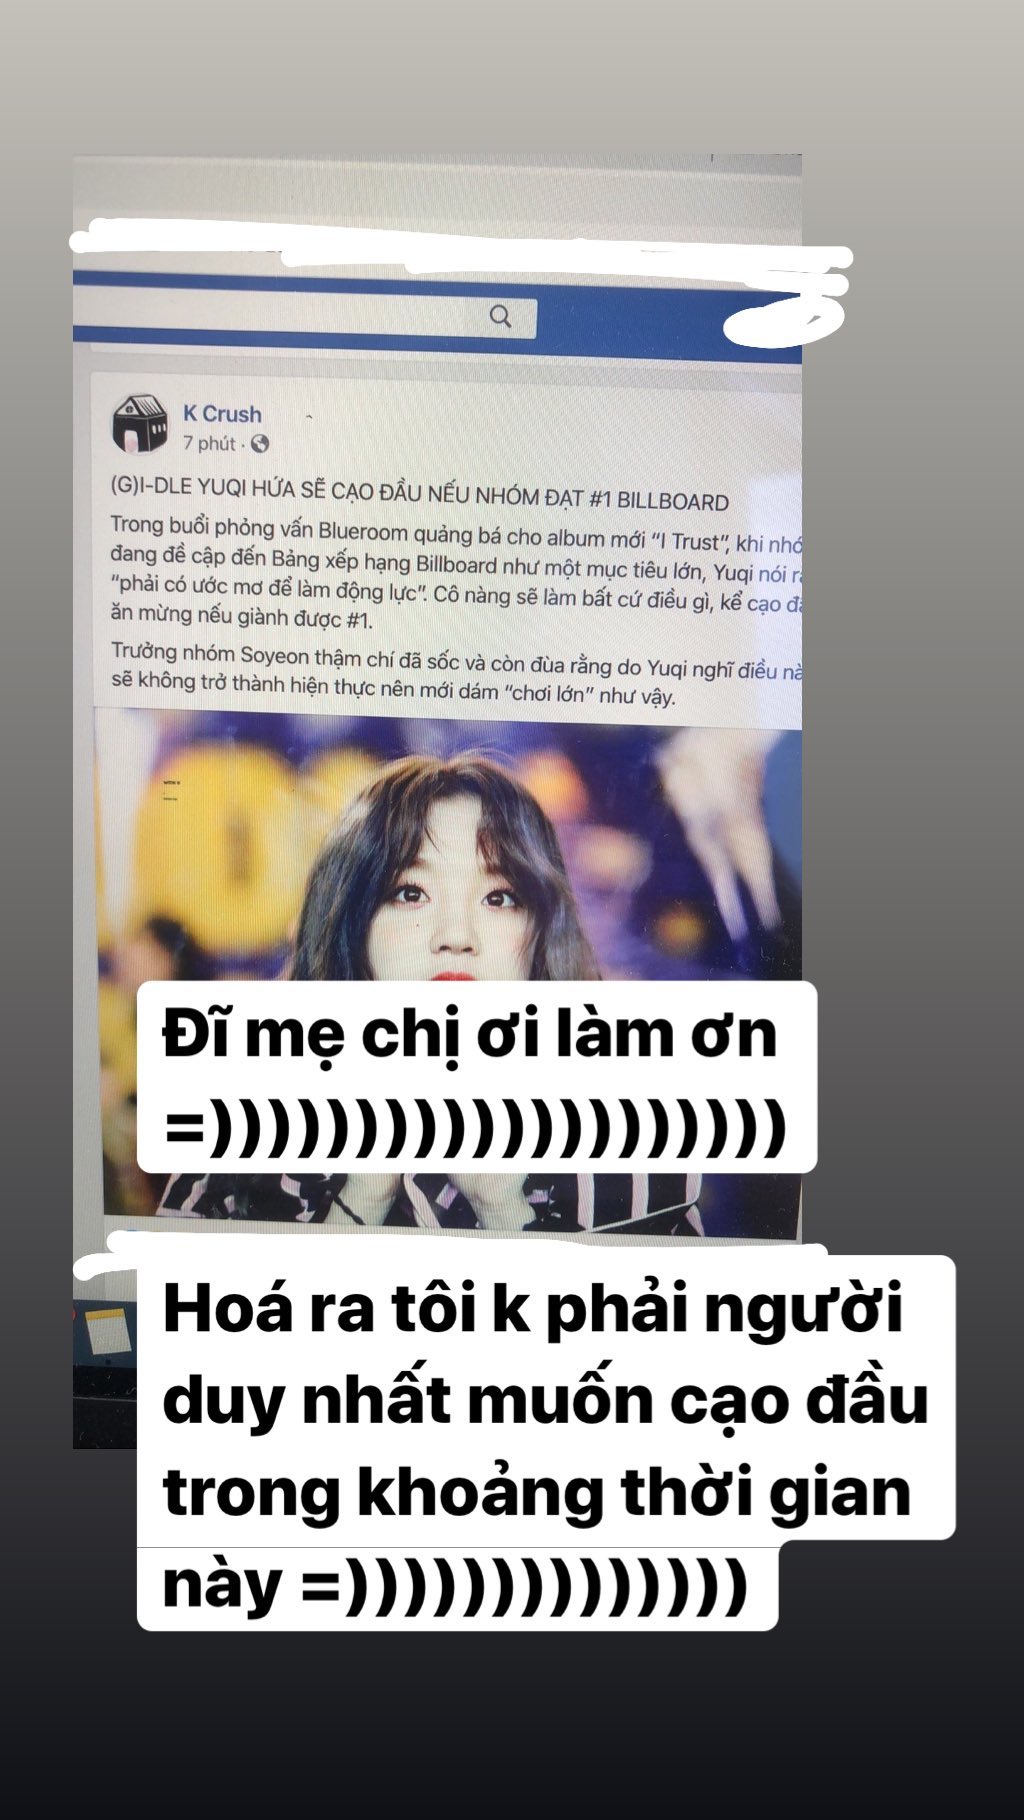 K Crush
7 phút
(G)I-DLE YUQI HỨA SẼ CẠO ĐẦU NẾU NHÓM ĐẠT #1 BILLBOARD
Trong buổi phỏng vấn Blueroom quảng bá cho album mới “I Trust”, khi nhó
đang đề cập đến Bảng xếp hạng Billboard như một mục tiêu lớn, Yuqi nói r
“phải có ước mơ để làm động lực”. Cô nàng sẽ làm bất cứ điều gì, kể cạo đ
ăn mừng nếu giành được #1.
Trưởng nhóm Soyeon thậm chí đã sốc và còn đùa rằng do Yuqi nghĩ điều nà
sẽ không trở thành hiện thực nên mới dám “chơi lớn” như vậy.
Đĩ mẹ chị ơi làm ơn
=))))))))))))))))))))
Hoá ra tôi k phải người
duy nhất muốn cạo đầu
trong khoảng thời gian
này =))))))))))))))